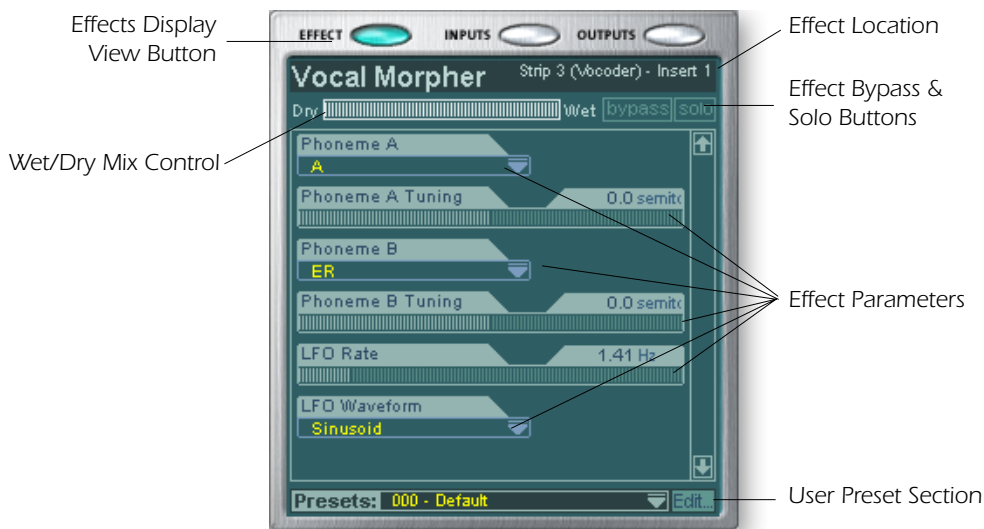 Effects Display
View Button
EFFECT
INPUTS
OUTPUTS
Effect Location
Vocal Morpher
Strip 3 (Vocoder) - Insert 1
Dry
Wet
bypass
solo
Effect Bypass &
Solo Buttons
Wet/Dry Mix Control
Phoneme A
A
Phoneme A Tuning
0.0 semito
Phoneme B
ER
Phoneme B Tuning
0.0 semito
Effect Parameters
LFO Rate
1.41 Hz
LFO Waveform
Sinusoid
Presets:
000 - Default
Edit...
User Preset Section